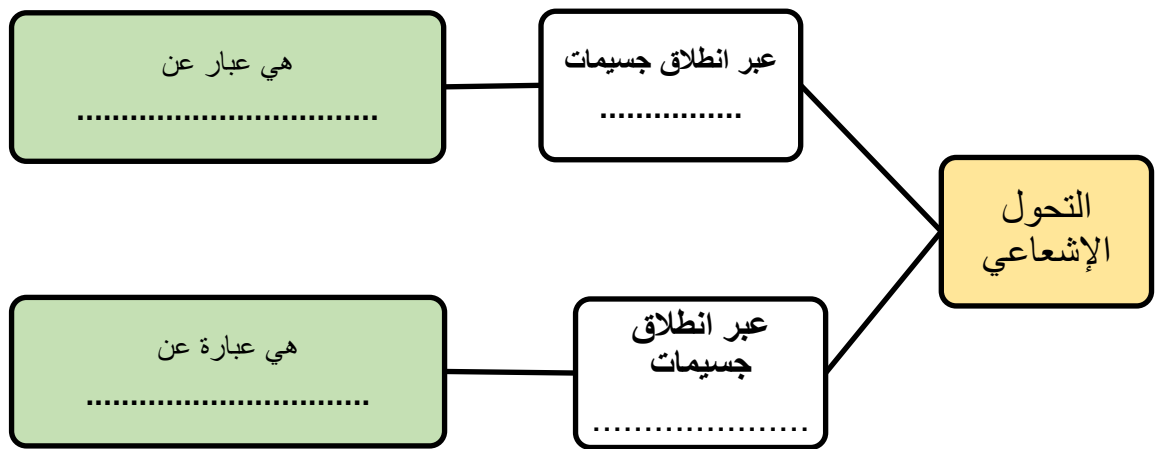 التحول
الإشعاعي
عبر انطلاق جسيمات
................
هي عبار عن
..................................
عبر انطلاق
جسيمات
.....................
هي عبارة عن
................................